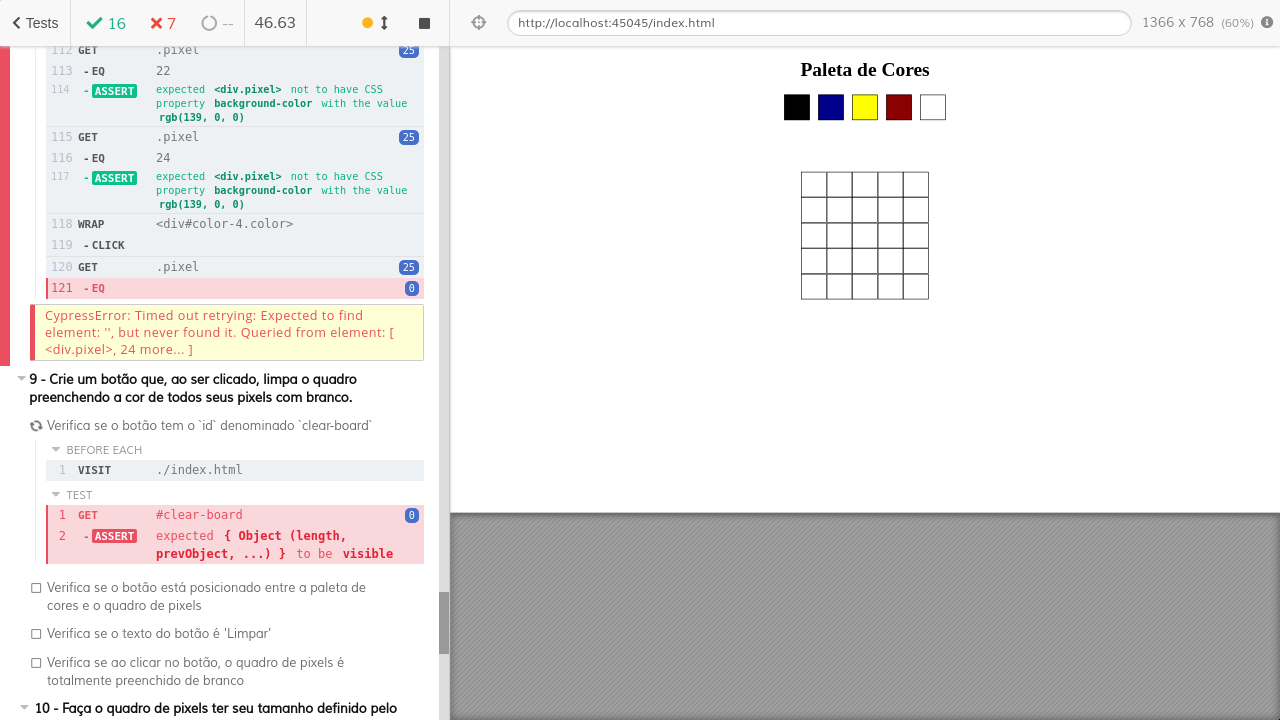 Tests 16 7 -- 46.63
http://localhost:45045/index.html 1366 x 768 (60%)
112 GET .pixel 25
113 - EQ 22
114 - ASSERT expected <div.pixel> not to have CSS
property background-color with the value
rgb(139, 0, 0)
115 GET .pixel 25
116 - EQ 24
117 - ASSERT expected <div.pixel> not to have CSS
property background-color with the value
rgb(139, 0, 0)
118 WRAP <div#color-4.color>
119 - CLICK
120 GET .pixel 25
121 - EQ 0
CypressError: Timed out retrying: Expected to find
element: '', but never found it. Queried from element: [
<div.pixel>, 24 more... ]
9 - Crie um botão que, ao ser clicado, limpa o quadro
preenchendo a cor de todos seus pixels com branco.
Verifica se o botão tem o `id` denominado `clear-board`
BEFORE EACH
1 VISIT ./index.html
TEST
1 GET #clear-board 0
2 - ASSERT expected { Object (length,
prevObject, ...) } to be visible
Verifica se o botão está posicionado entre a paleta de
cores e o quadro de pixels
Verifica se o texto do botão é 'Limpar'
Verifica se ao clicar no botão, o quadro de pixels é
totalmente preenchido de branco
10 - Faça o quadro de pixels ter seu tamanho definido pelo
Paleta de Cores